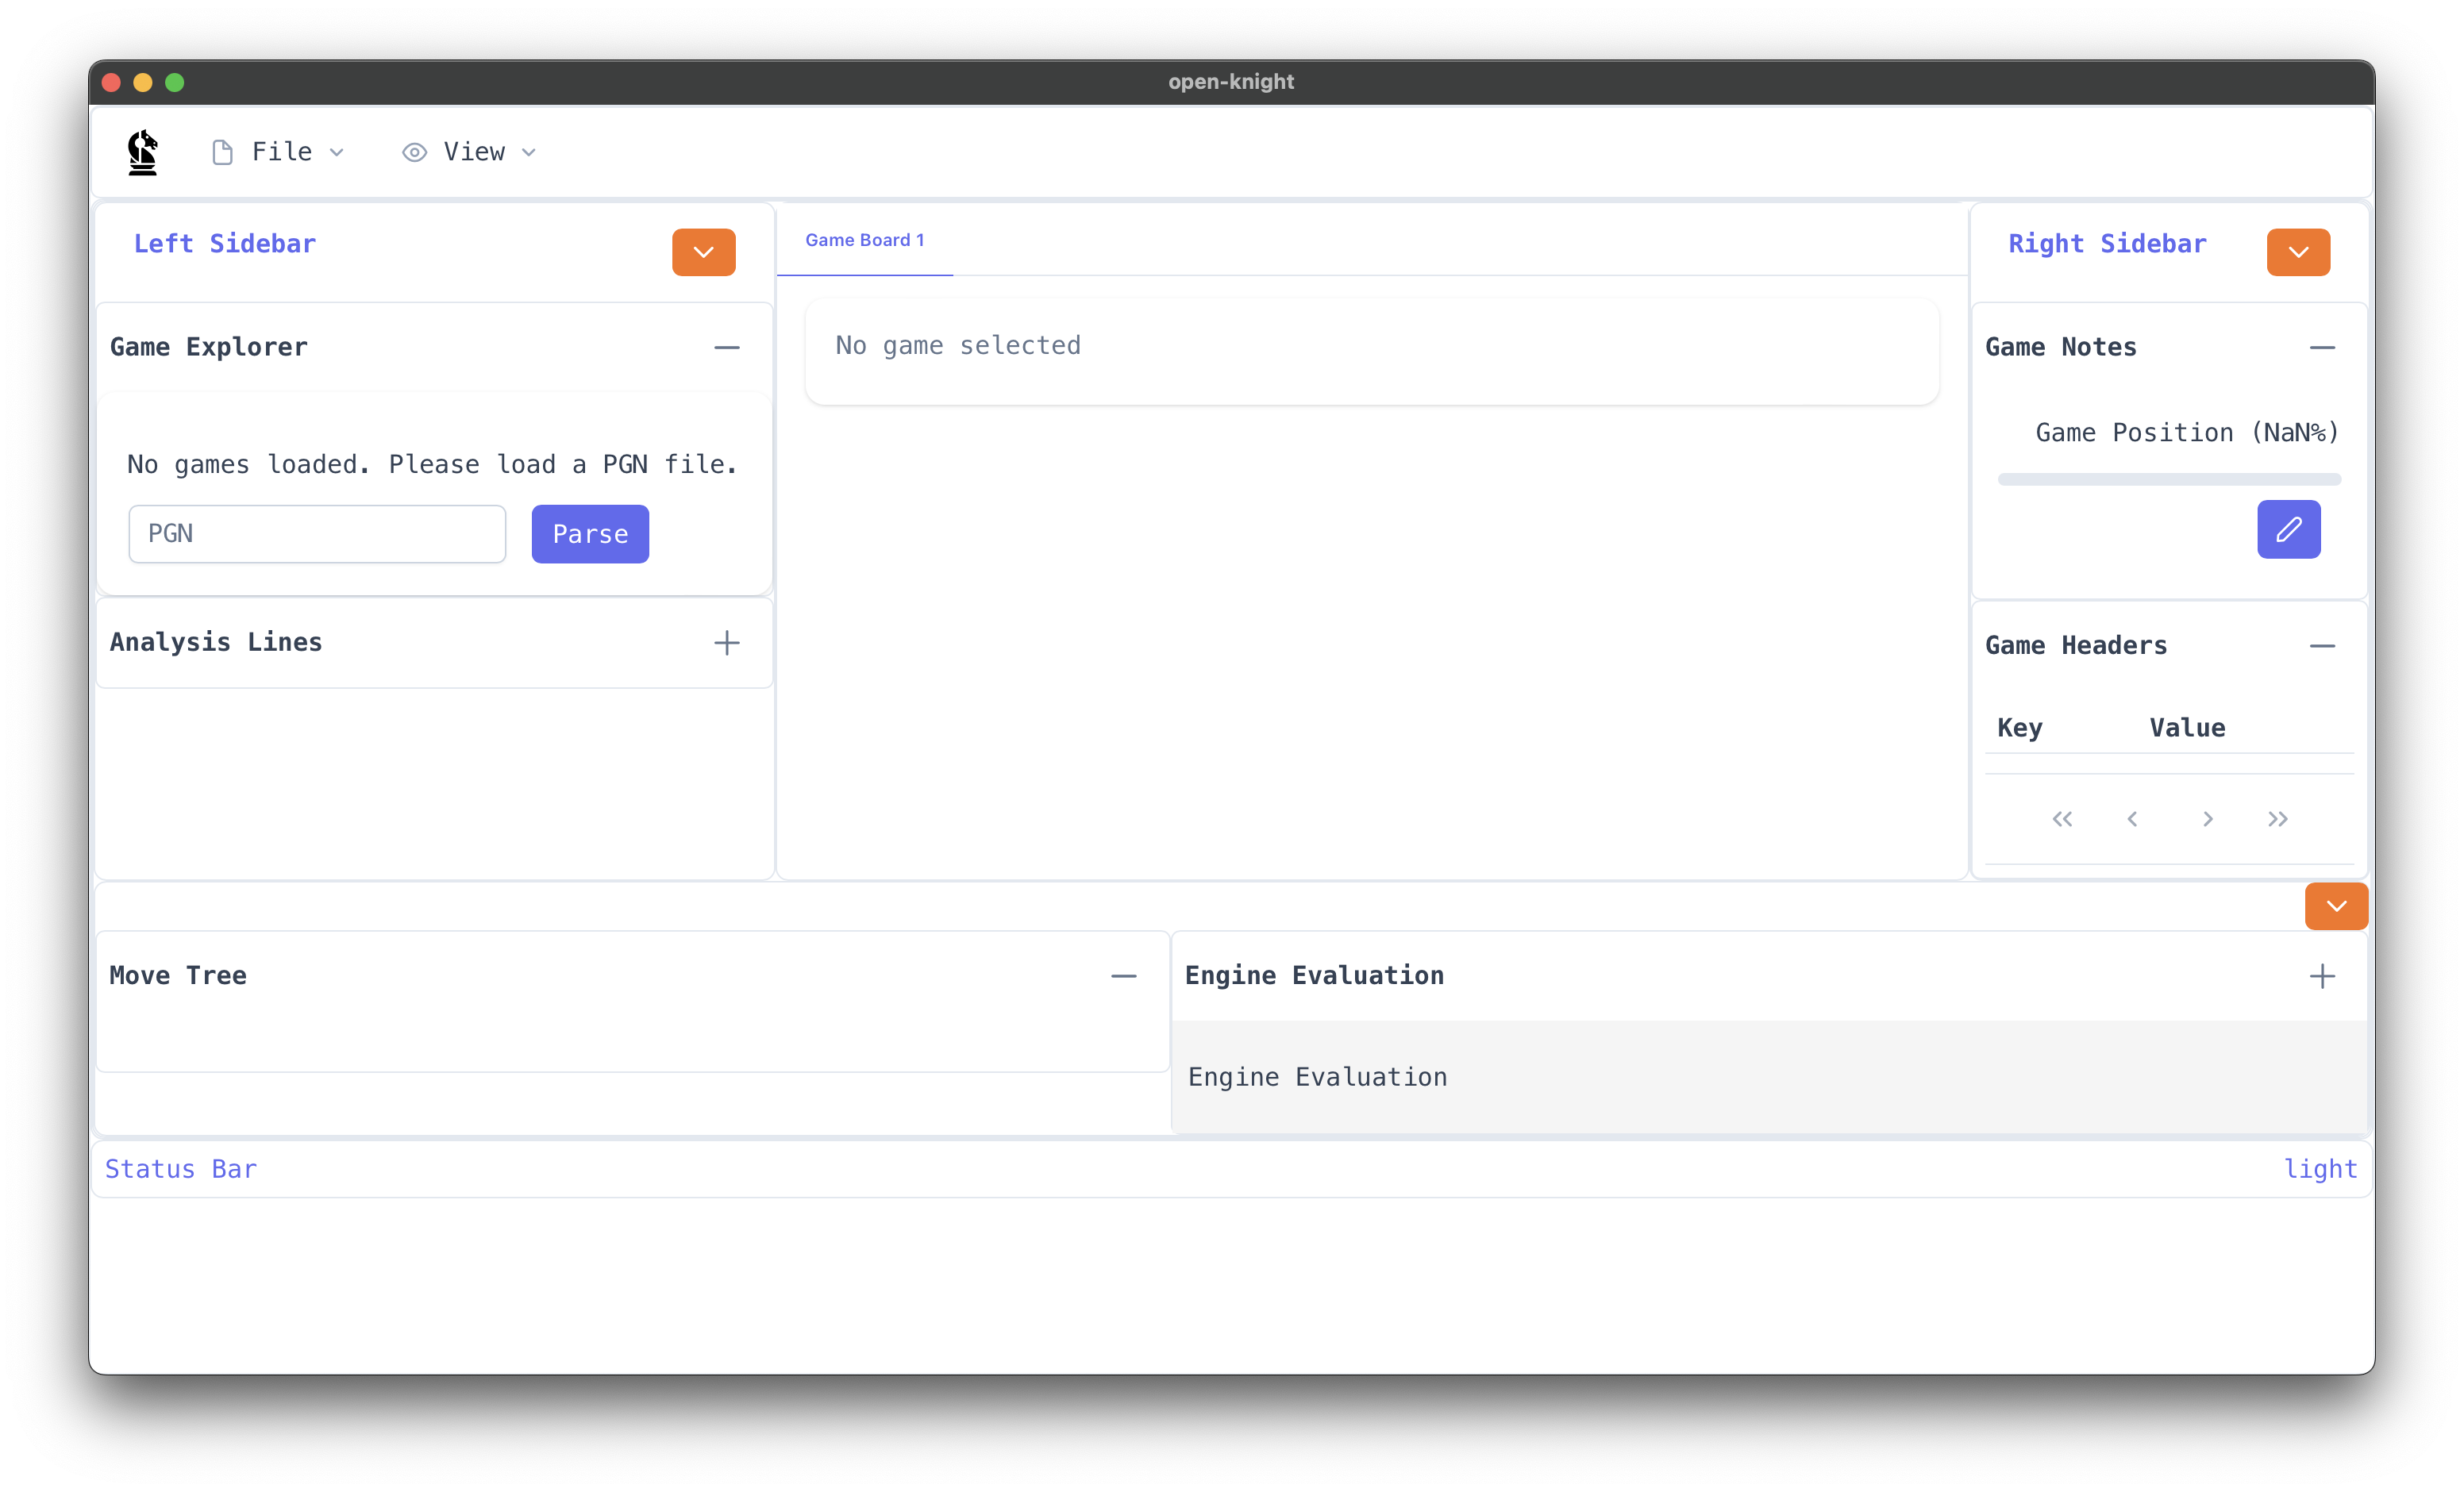 open-knight
File
View
Left Sidebar
Game Explorer
No games loaded. Please load a PGN file.
PGN
Parse
Analysis Lines
Game Board 1
No game selected
Right Sidebar
Game Notes
Game Position (NaN%)
Game Headers
Key Value
Move Tree
Engine Evaluation
Engine Evaluation
Status Bar
light